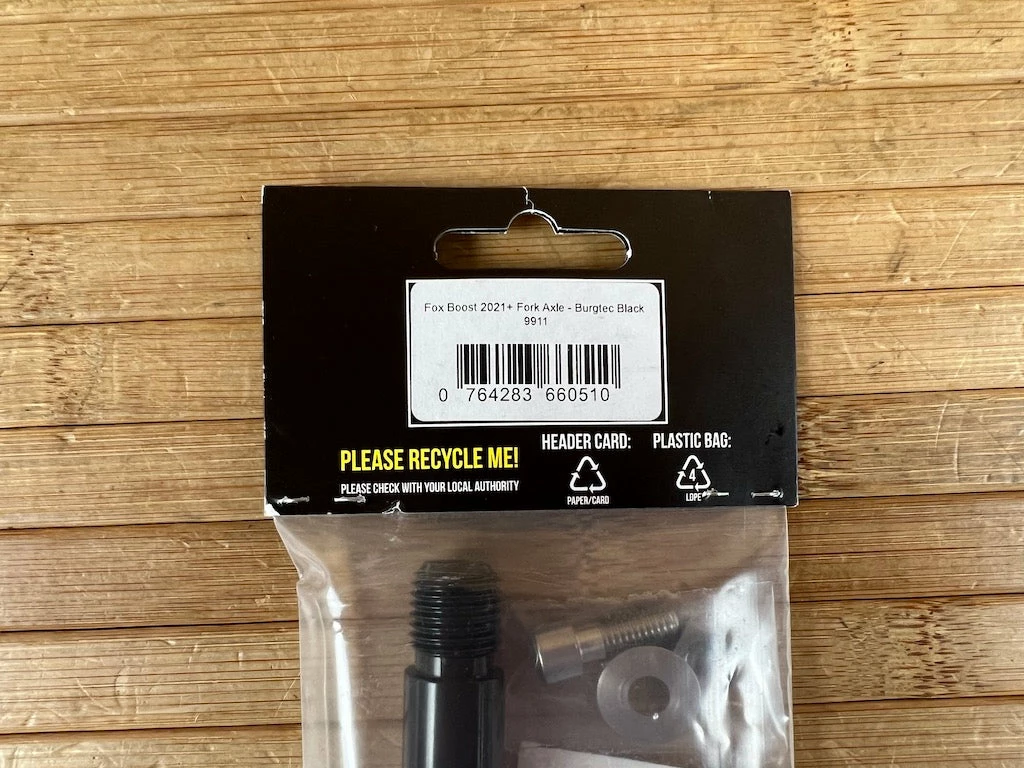 Fox Boost 2021+ Fork Axle - Burgtec Black
9911
0 764283 660510
PLEASE RECYCLE ME!
PLEASE CHECK WITH YOUR LOCAL AUTHORITY
HEADER CARD:
PAPER/CARD
PLASTIC BAG:
4
LDPE